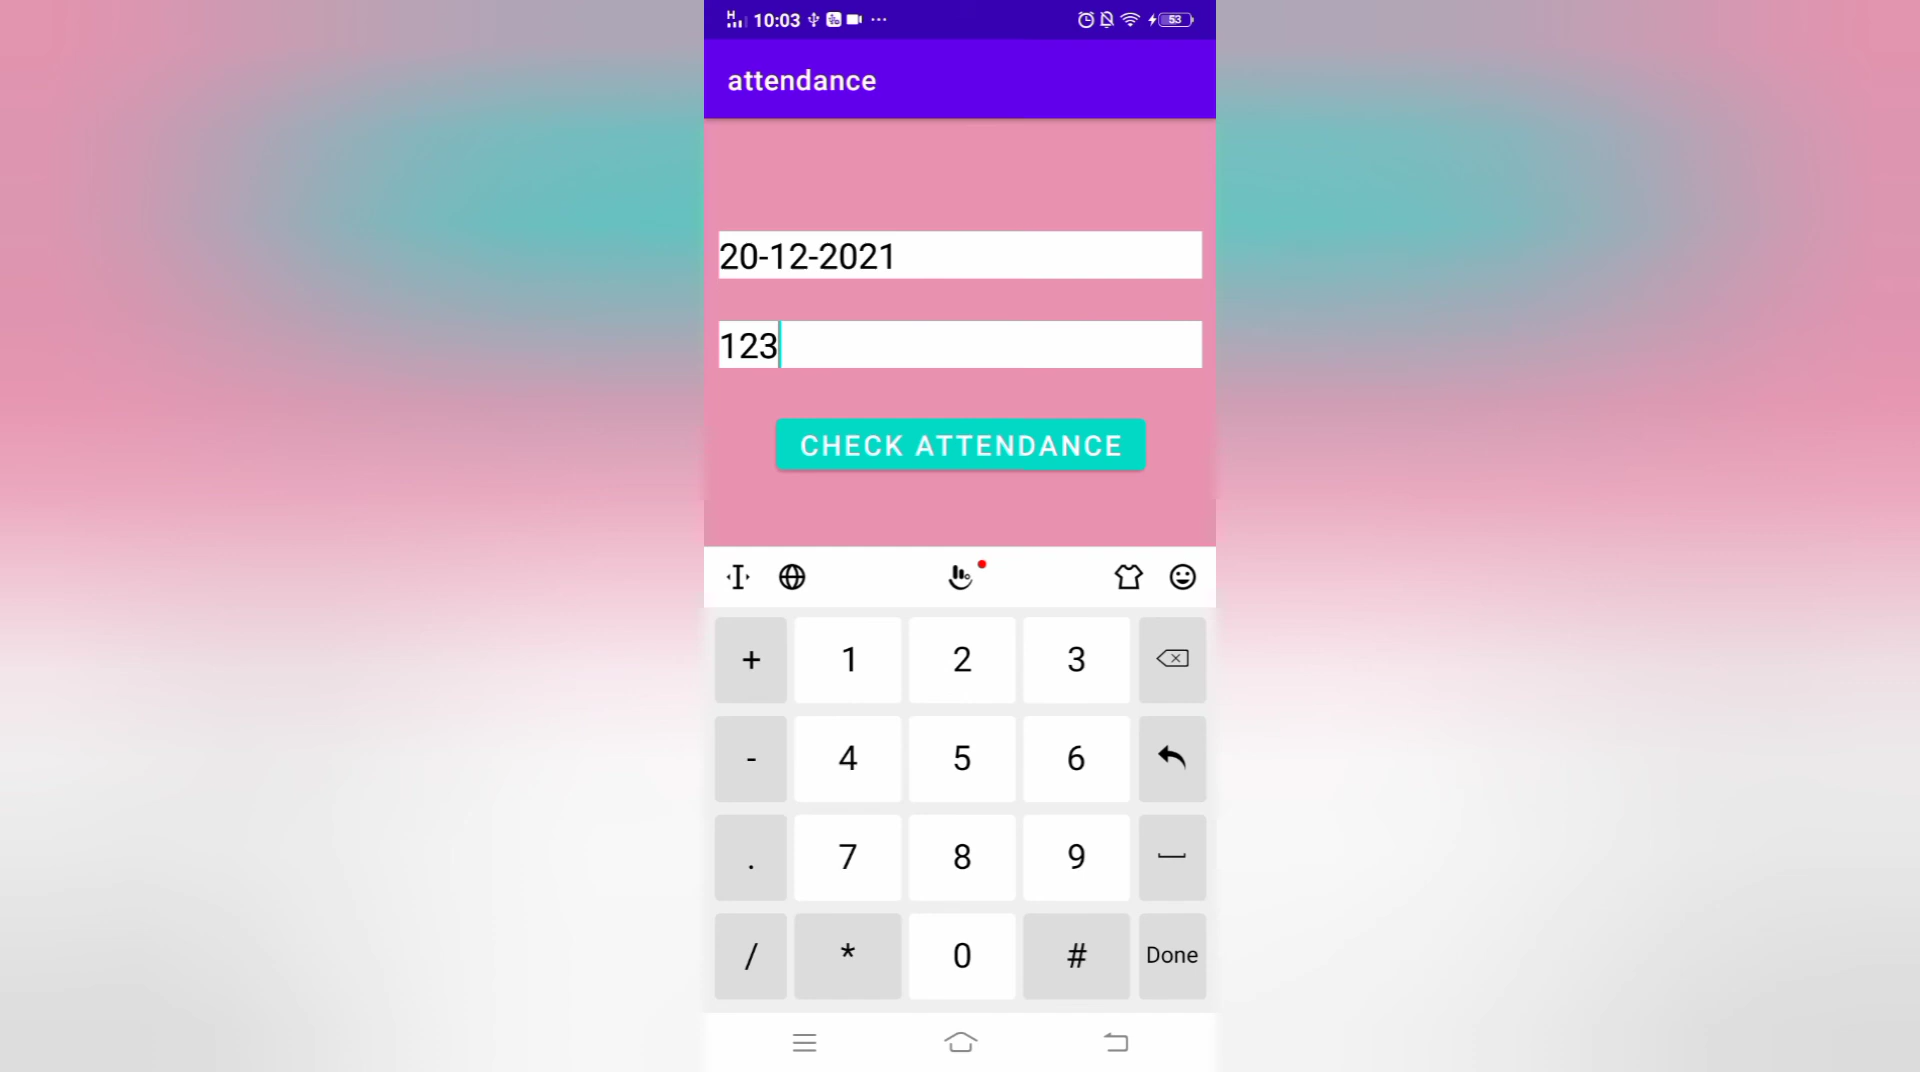 H 10:03 ... 53
attendance
20-12-2021
123
CHECK ATTENDANCE
+ 1 2 3
- 4 5 6
. 7 8 9
/ * 0 # Done